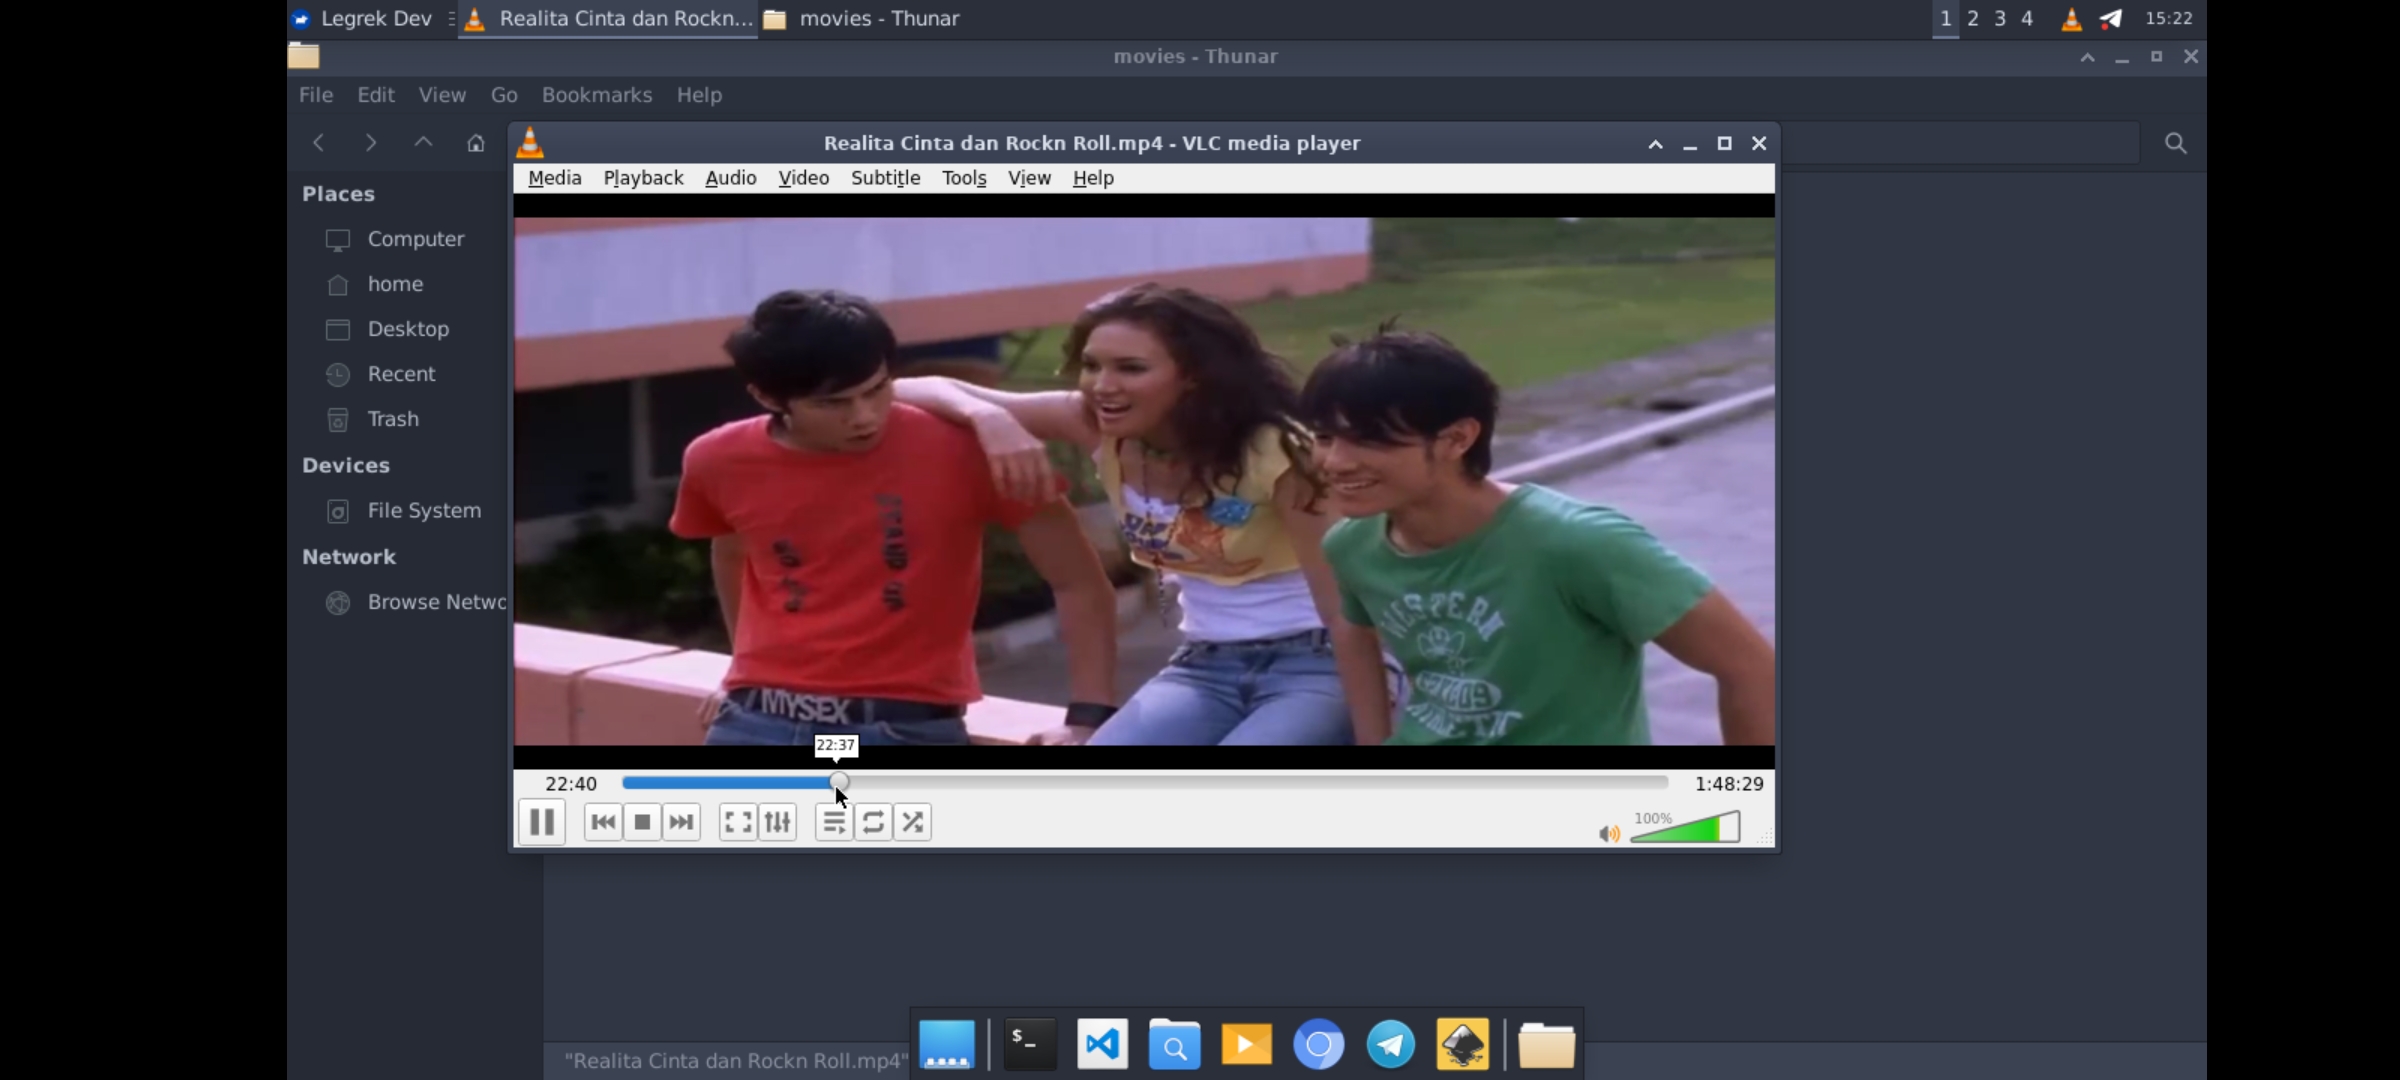 Legrek Dev
Realita Cinta dan Rockn...
movies - Thunar
1 2 3 4
15:22
movies - Thunar
File Edit View Go Bookmarks Help
Realita Cinta dan Rockn Roll.mp4 - VLC media player
Media Playback Audio Video Subtitle Tools View Help
Places
Computer
home
Desktop
Recent
Trash
Devices
File System
Network
Browse Netwo
WESTERN
MYSEX
22:37
22:40
1:48:29
100%
$_
"Realita Cinta dan Rockn Roll.mp4"